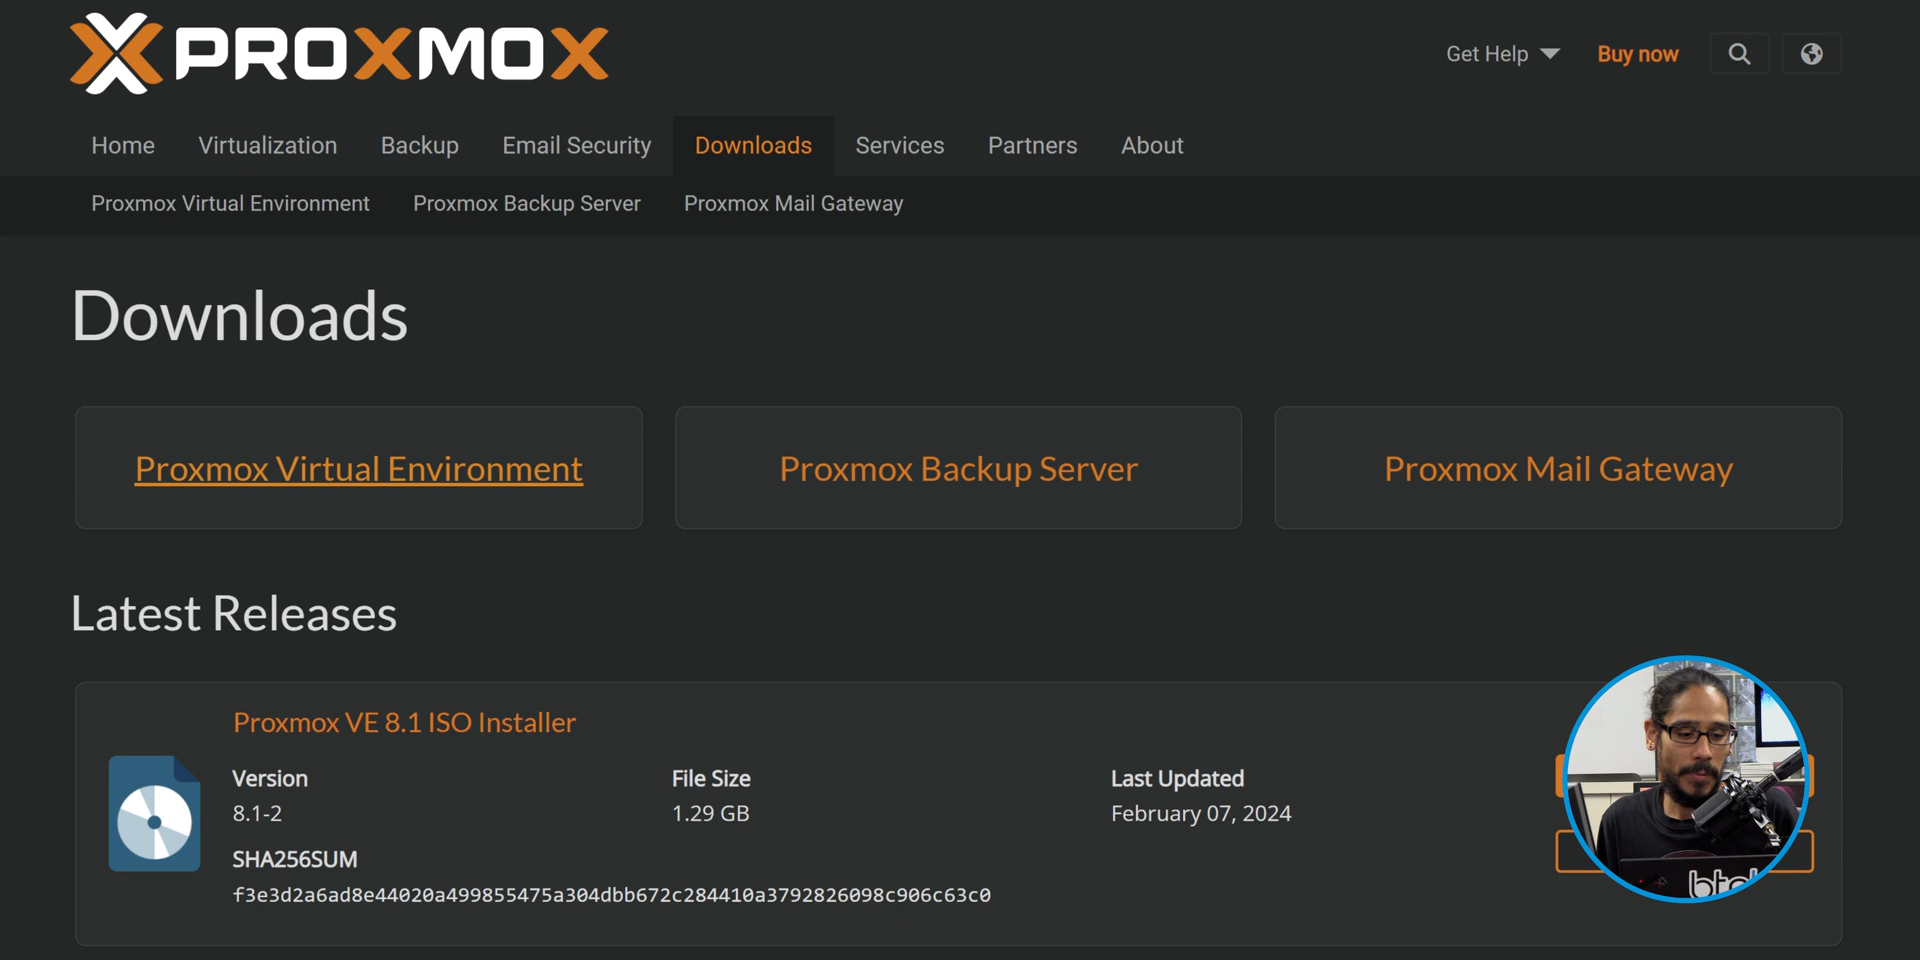 PROXMOX
Get Help
Buy now
Home
Virtualization
Backup
Email Security
Downloads
Services
Partners
About
Proxmox Virtual Environment
Proxmox Backup Server
Proxmox Mail Gateway
Downloads
Proxmox Virtual Environment
Proxmox Backup Server
Proxmox Mail Gateway
Latest Releases
Proxmox VE 8.1 ISO Installer
Version
File Size
Last Updated
8.1-2
1.29 GB
February 07, 2024
SHA256SUM
f3e3d2a6ad8e44020a499855475a304dbb672c284410a3792826098c906c63c0